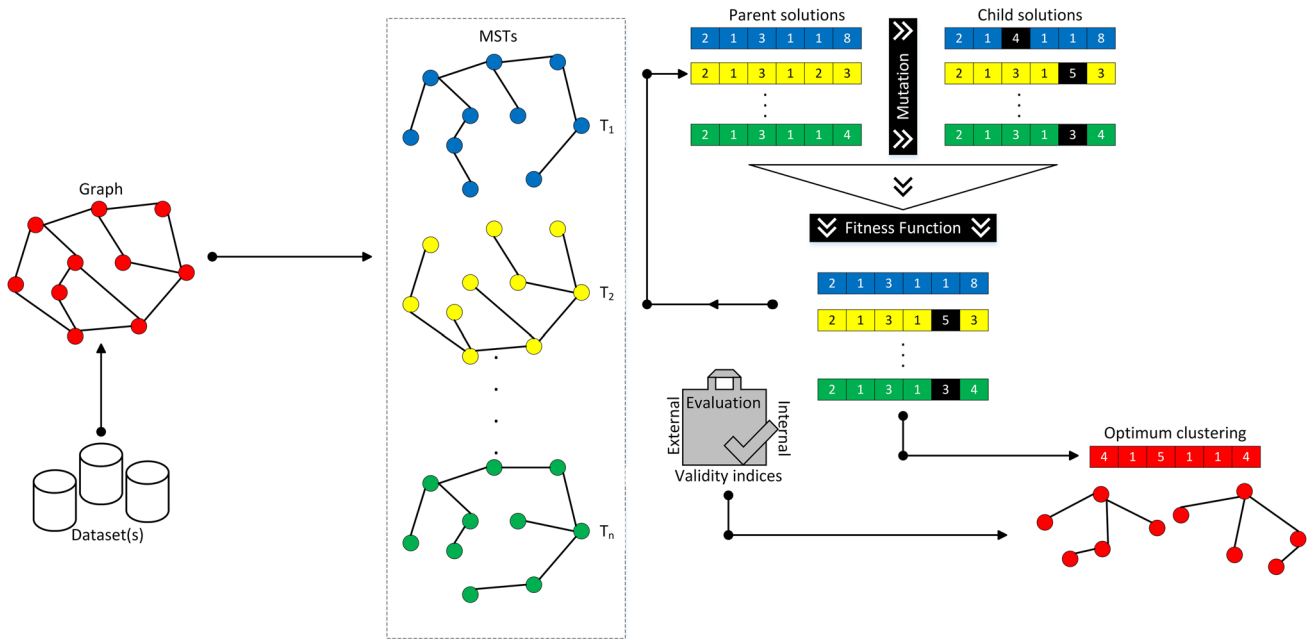 Graph
Dataset(s)
MSTs
T1
T2
Tn
Parent solutions
2 1 3 1 1 8
2 1 3 1 2 3
2 1 3 1 1 4
Mutation
Child solutions
2 1 4 1 1 8
2 1 3 1 5 3
2 1 3 1 3 4
Fitness Function
2 1 3 1 1 8
2 1 3 1 5 3
2 1 3 1 3 4
External
Evaluation
Internal
Validity indices
Optimum clustering
4 1 5 1 1 4